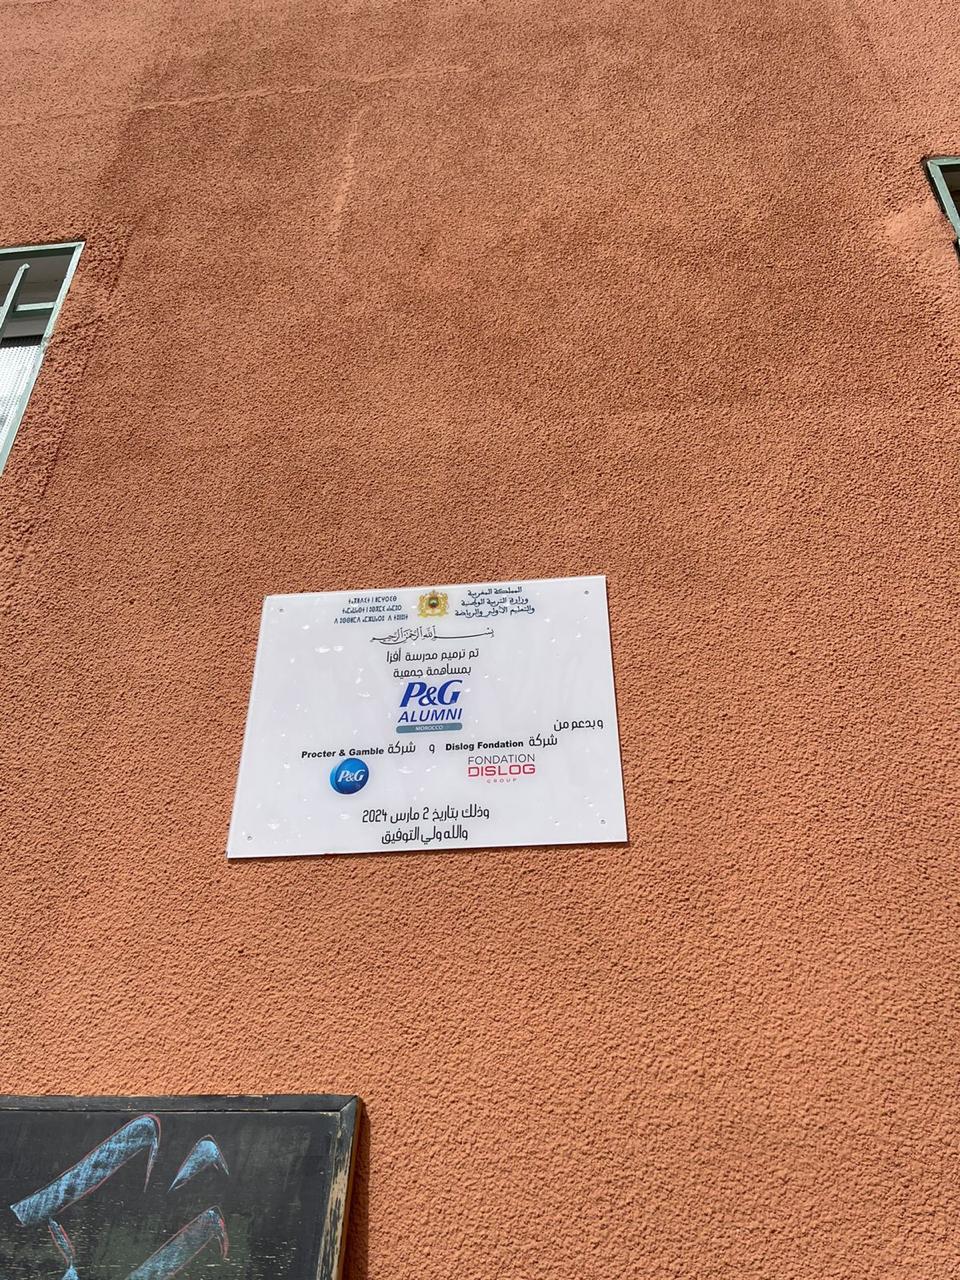 المملكة المغربية
وزارة التربية الوطنية
والتعليم الأولي والرياضة
ⵜⴰⴳⵍⴷⵉⵜ ⵏ ⵍⵎⵖⵔⵉⴱ
بسم الله الرحمن الرحيم
تم ترميم مدرسة أفرا
بمساهمة جمعية
P&G
ALUMNI
MOROCCO
وبدعم من
شركة Dislog Fondation و شركة Procter & Gamble
FONDATION
DISLOG
GROUP
P&G
وذلك بتاريخ 2 مارس 2024
والله ولي التوفيق